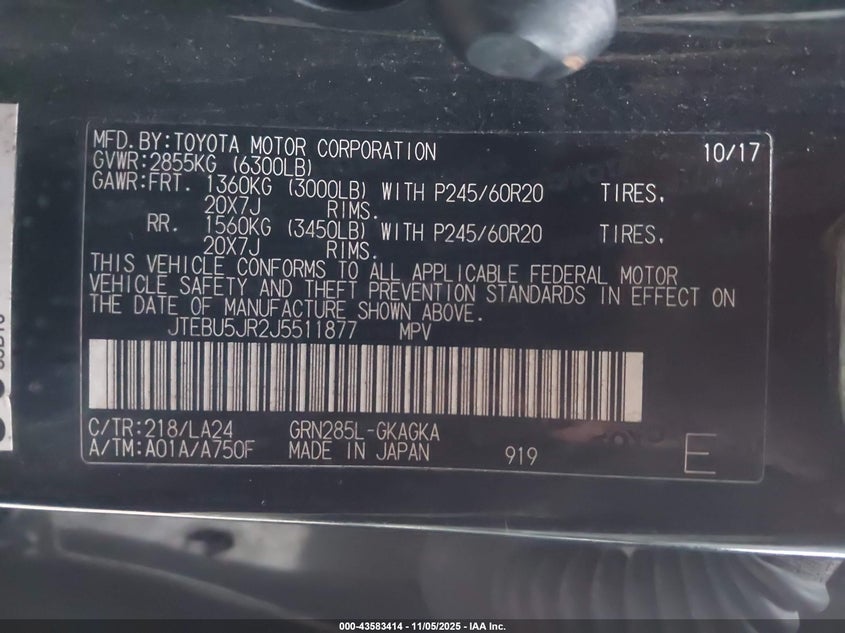 MFD.BY:TOYOTA MOTOR CORPORATION 10/17
GVWR:2855KG (6300LB)
GAWR:FRT. 1360KG (3000LB) WITH P245/60R20 TIRES,
20X7J RIMS.
RR. 1560KG (3450LB) WITH P245/60R20 TIRES,
20X7J RIMS.
THIS VEHICLE CONFORMS TO ALL APPLICABLE FEDERAL MOTOR
VEHICLE SAFETY AND THEFT PREVENTION STANDARDS IN EFFECT ON
THE DATE OF MANUFACTURE SHOWN ABOVE.
JTEBU5JR2J5511877 MPV
C/TR:218/LA24 GRN285L-GKAGKA
A/TM:A01A/A750F MADE IN JAPAN 919 E
000-43583414 - 11/05/2025 - IAA Inc.